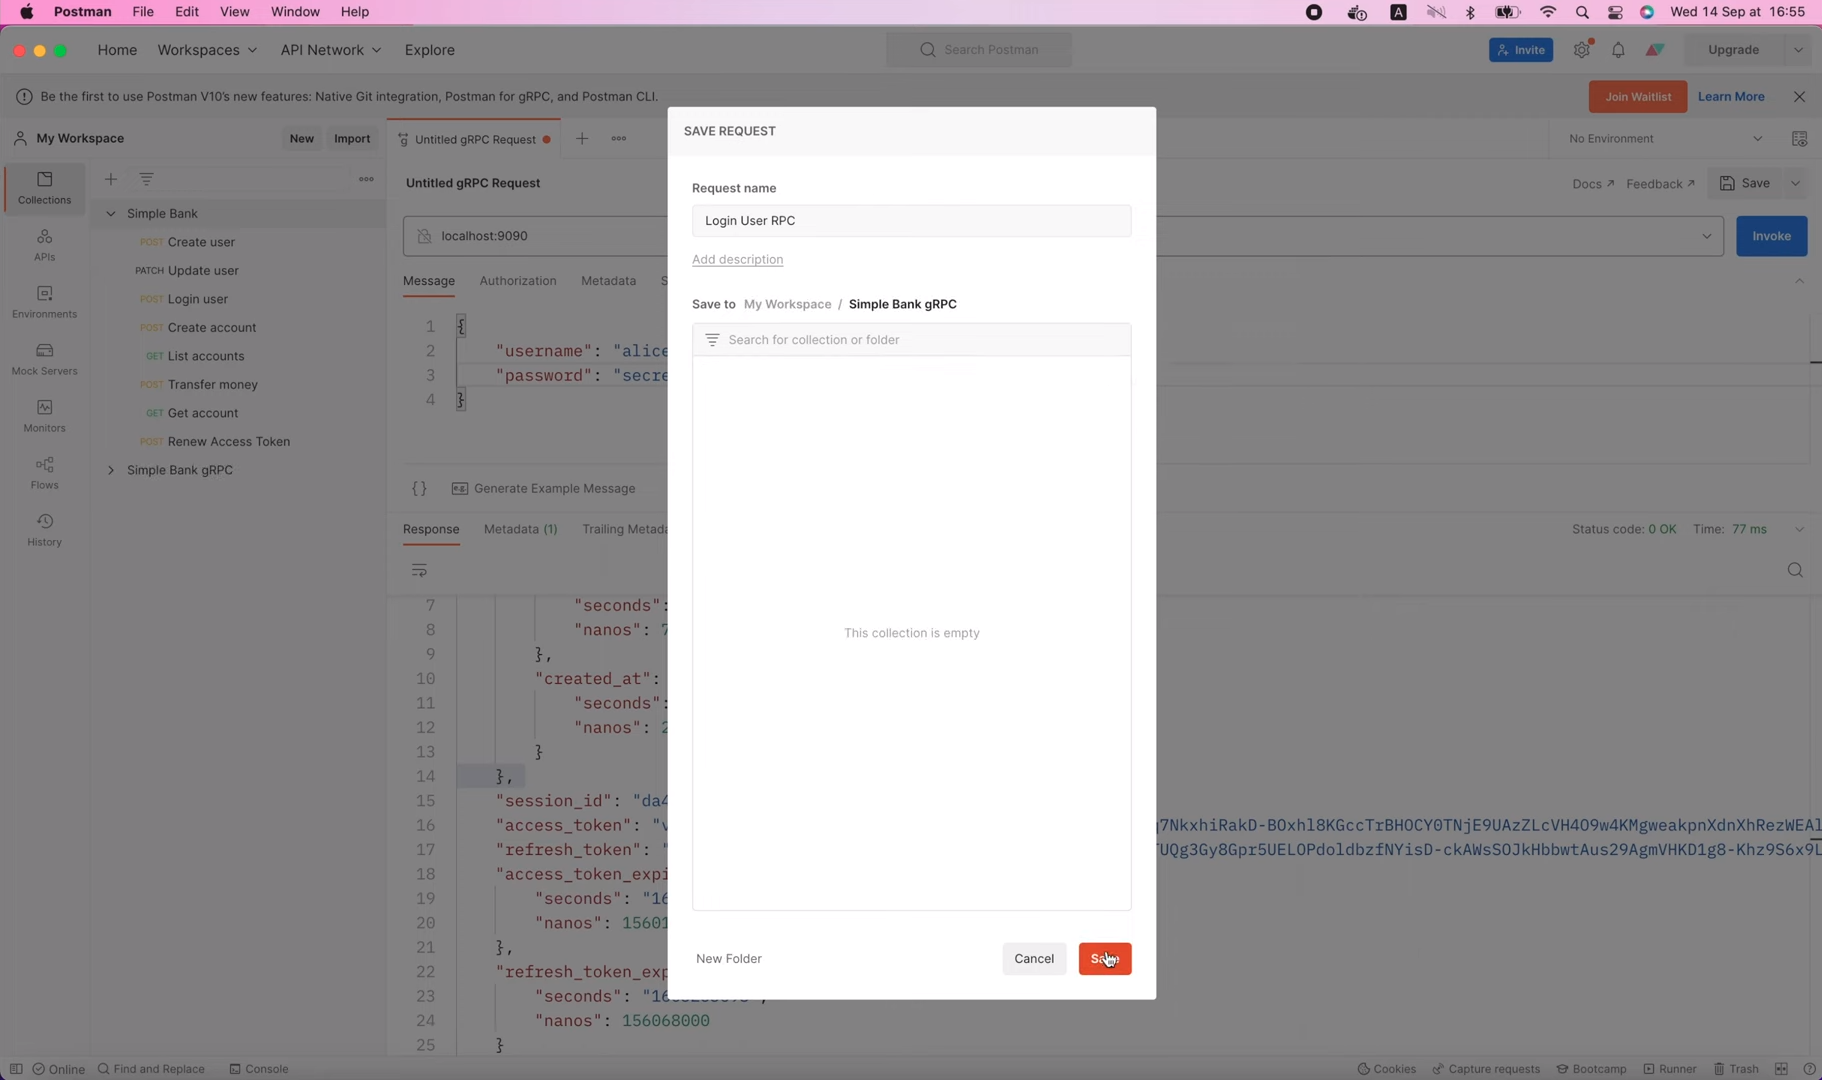 Postman File Edit View Window Help A Wed 14 Sep at 16:55
Home Workspaces API Network Explore Search Postman Invite Upgrade
Be the first to use Postman V10's new features: Native Git integration, Postman for gRPC, and Postman CLI. Join Waitlist Learn More
My Workspace New Import Untitled gRPC Request No Environment
SAVE REQUEST
Collections
APIs
Environments
Mock Servers
Monitors
Flows
History
Simple Bank
POST Create user
PATCH Update user
POST Login user
POST Create account
GET List accounts
POST Transfer money
GET Get account
POST Renew Access Token
Simple Bank gRPC
Untitled gRPC Request Docs Feedback Save
localhost:9090 Invoke
Message Authorization Metadata
1 {
2 "username": "alice
3 "password": "secre
4 }
{} Generate Example Message
Response Metadata (1) Trailing Metada Status code: 0 OK Time: 77 ms
7 "seconds":
8 "nanos": 7
9 },
10 "created_at":
11 "seconds":
12 "nanos": 2
13 }
14 },
15 "session_id": "da4
16 "access_token": "v 7NkxhiRakD-BOxhl8KGccTrBHOCY0TNjE9UAzZLcVH4O9w4KMgweakpnXdnXhRezWEAl
17 "refresh_token": " UQg3Gy8Gpr5UELOPdoldbzfNYisD-ckAWsSOJkHbbwtAus29AgmVHKD1g8-Khz9S6x9L
18 "access_token_expi
19 "seconds": "16
20 "nanos": 15601
21 },
22 "refresh_token_exp
23 "seconds":
24 "nanos": 156068000
25 }
Request name
Login User RPC
Add description
Save to My Workspace / Simple Bank gRPC
Search for collection or folder
This collection is empty
New Folder Cancel Save
Online Find and Replace Console Cookies Capture requests Bootcamp Runner Trash